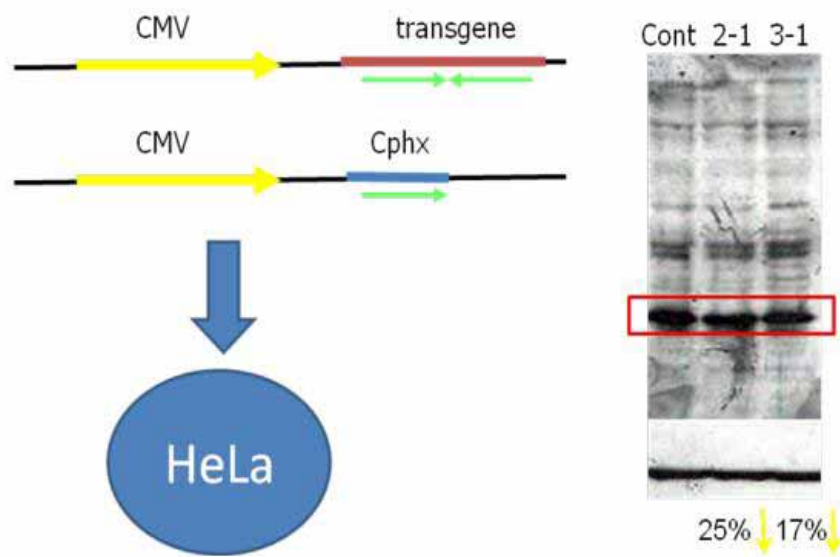 CMV transgene
CMV Cphx
HeLa
Cont 2-1 3-1
25% 17%